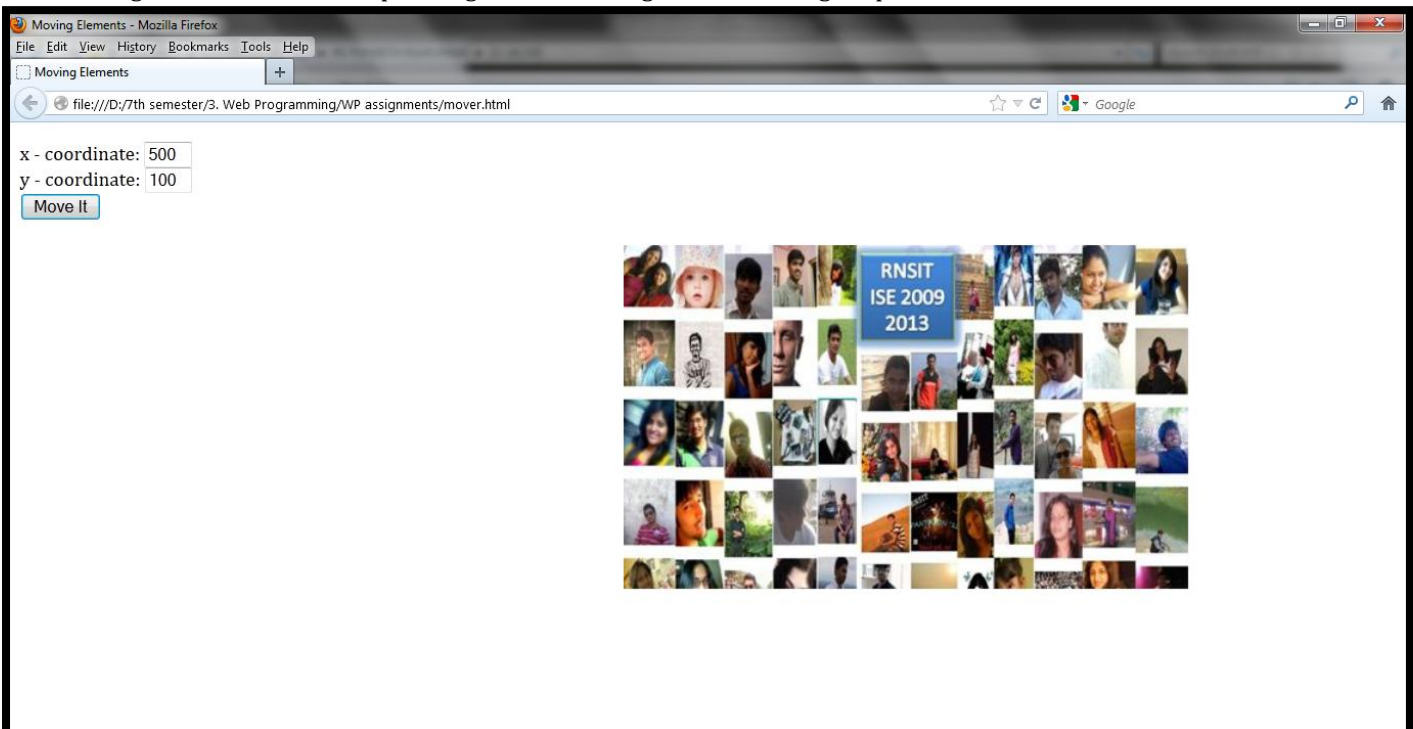 Moving Elements - Mozilla Firefox
File Edit View History Bookmarks Tools Help
Moving Elements
file:///D:/7th semester/3. Web Programming/WP assignments/mover.html
Google
x - coordinate: 500
y - coordinate: 100
Move It
RNSIT
ISE 2009
2013